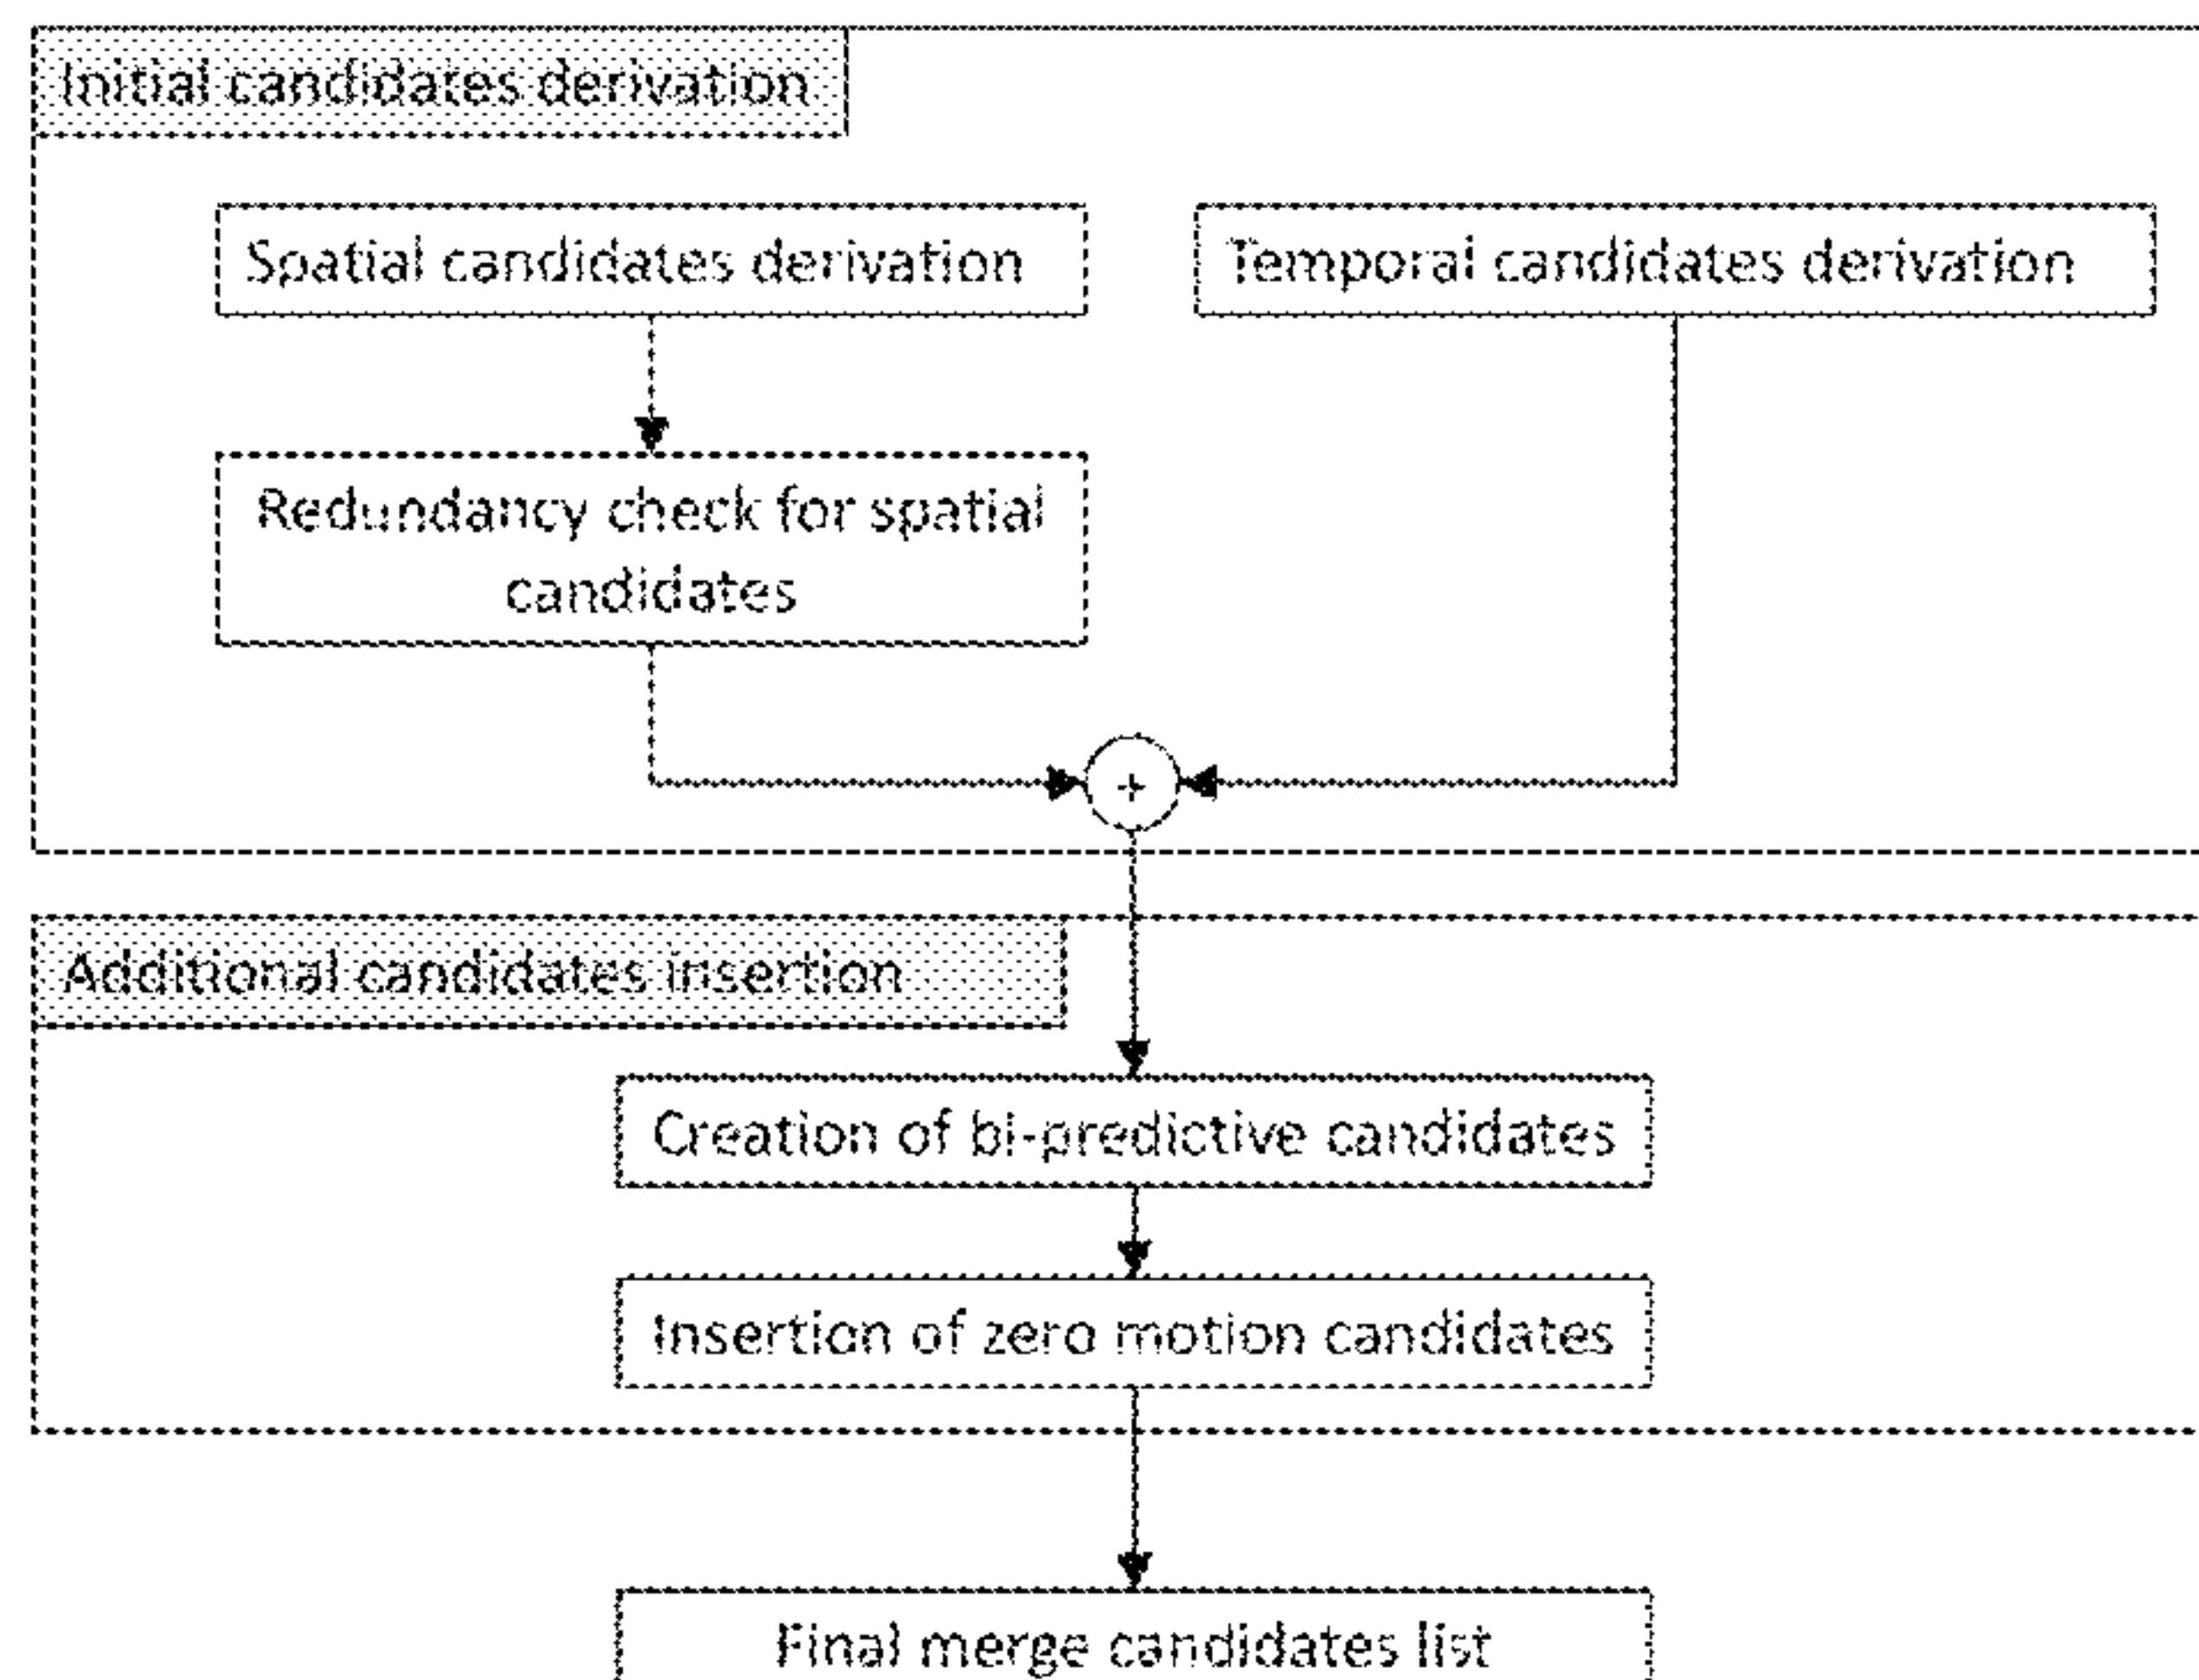 Initial candidates derivation
Spatial candidates derivation
Temporal candidates derivation
Redundancy check for spatial
candidates
+
Additional candidates insertion
Creation of bi-predictive candidates
Insertion of zero motion candidates
Final merge candidates list